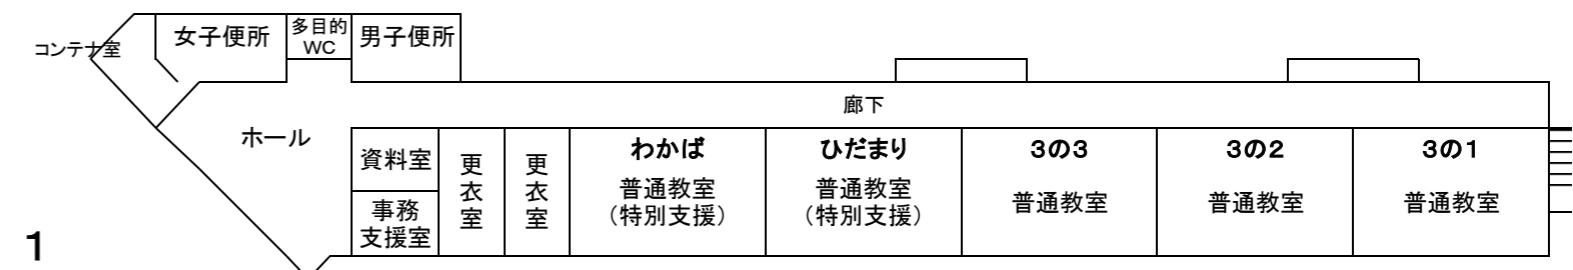 コンテナ室
女子便所
多目的
WC
男子便所
廊下
ホール
資料室
事務
支援室
更衣室
更衣室
わかば
普通教室
（特別支援）
ひだまり
普通教室
（特別支援）
3の3
普通教室
3の2
普通教室
3の1
普通教室
1